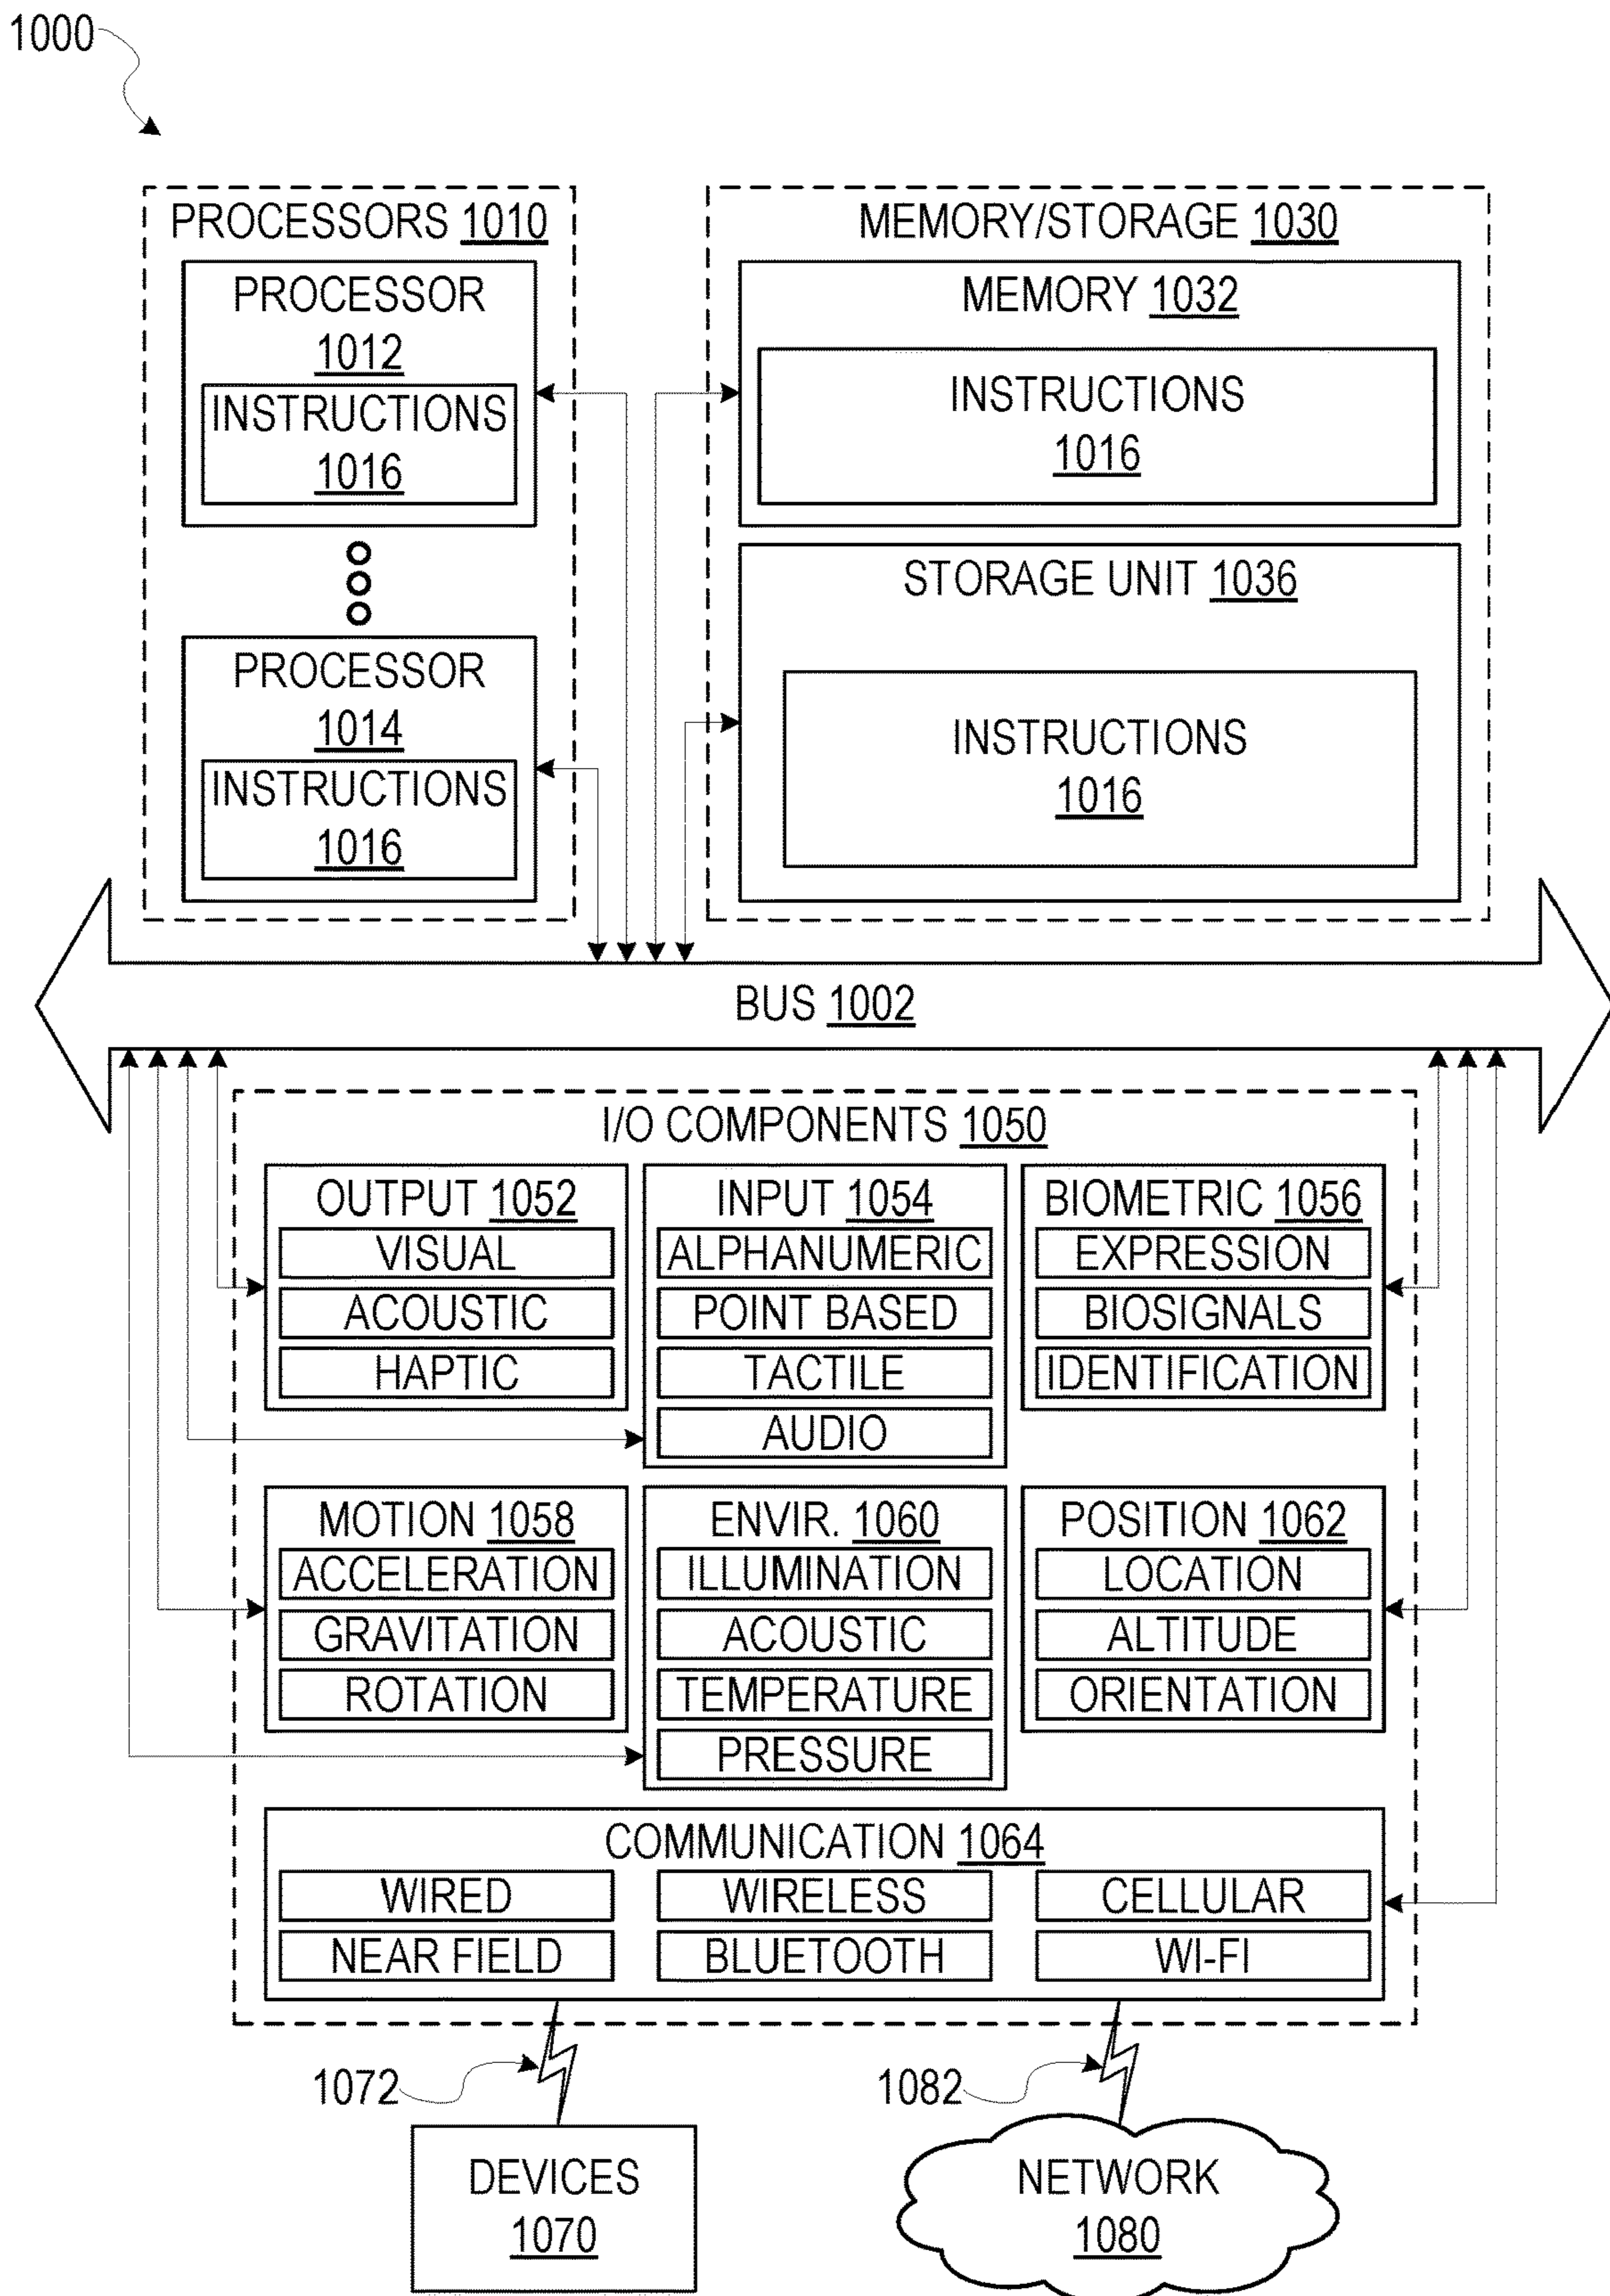 1000
PROCESSORS 1010
PROCESSOR
1012
INSTRUCTIONS
1016
PROCESSOR
1014
INSTRUCTIONS
1016
MEMORY/STORAGE 1030
MEMORY 1032
INSTRUCTIONS
1016
STORAGE UNIT 1036
INSTRUCTIONS
1016
BUS 1002
I/O COMPONENTS 1050
OUTPUT 1052
VISUAL
ACOUSTIC
HAPTIC
INPUT 1054
ALPHANUMERIC
POINT BASED
TACTILE
AUDIO
BIOMETRIC 1056
EXPRESSION
BIOSIGNALS
IDENTIFICATION
MOTION 1058
ACCELERATION
GRAVITATION
ROTATION
ENVIR. 1060
ILLUMINATION
ACOUSTIC
TEMPERATURE
PRESSURE
POSITION 1062
LOCATION
ALTITUDE
ORIENTATION
COMMUNICATION 1064
WIRED
WIRELESS
CELLULAR
NEAR FIELD
BLUETOOTH
WI-FI
1072
1082
DEVICES
1070
NETWORK
1080